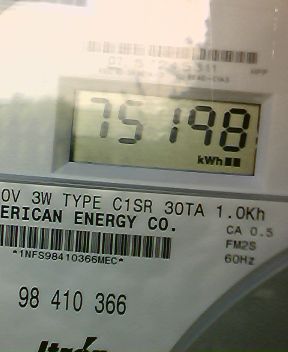 75198
kWh
0V 3W TYPE C1SR 30TA 1.0Kh
ERICAN ENERGY CO.
CA 0.5
FM2S
60Hz
*1NFS98410366MEC*
98 410 366
Itrón